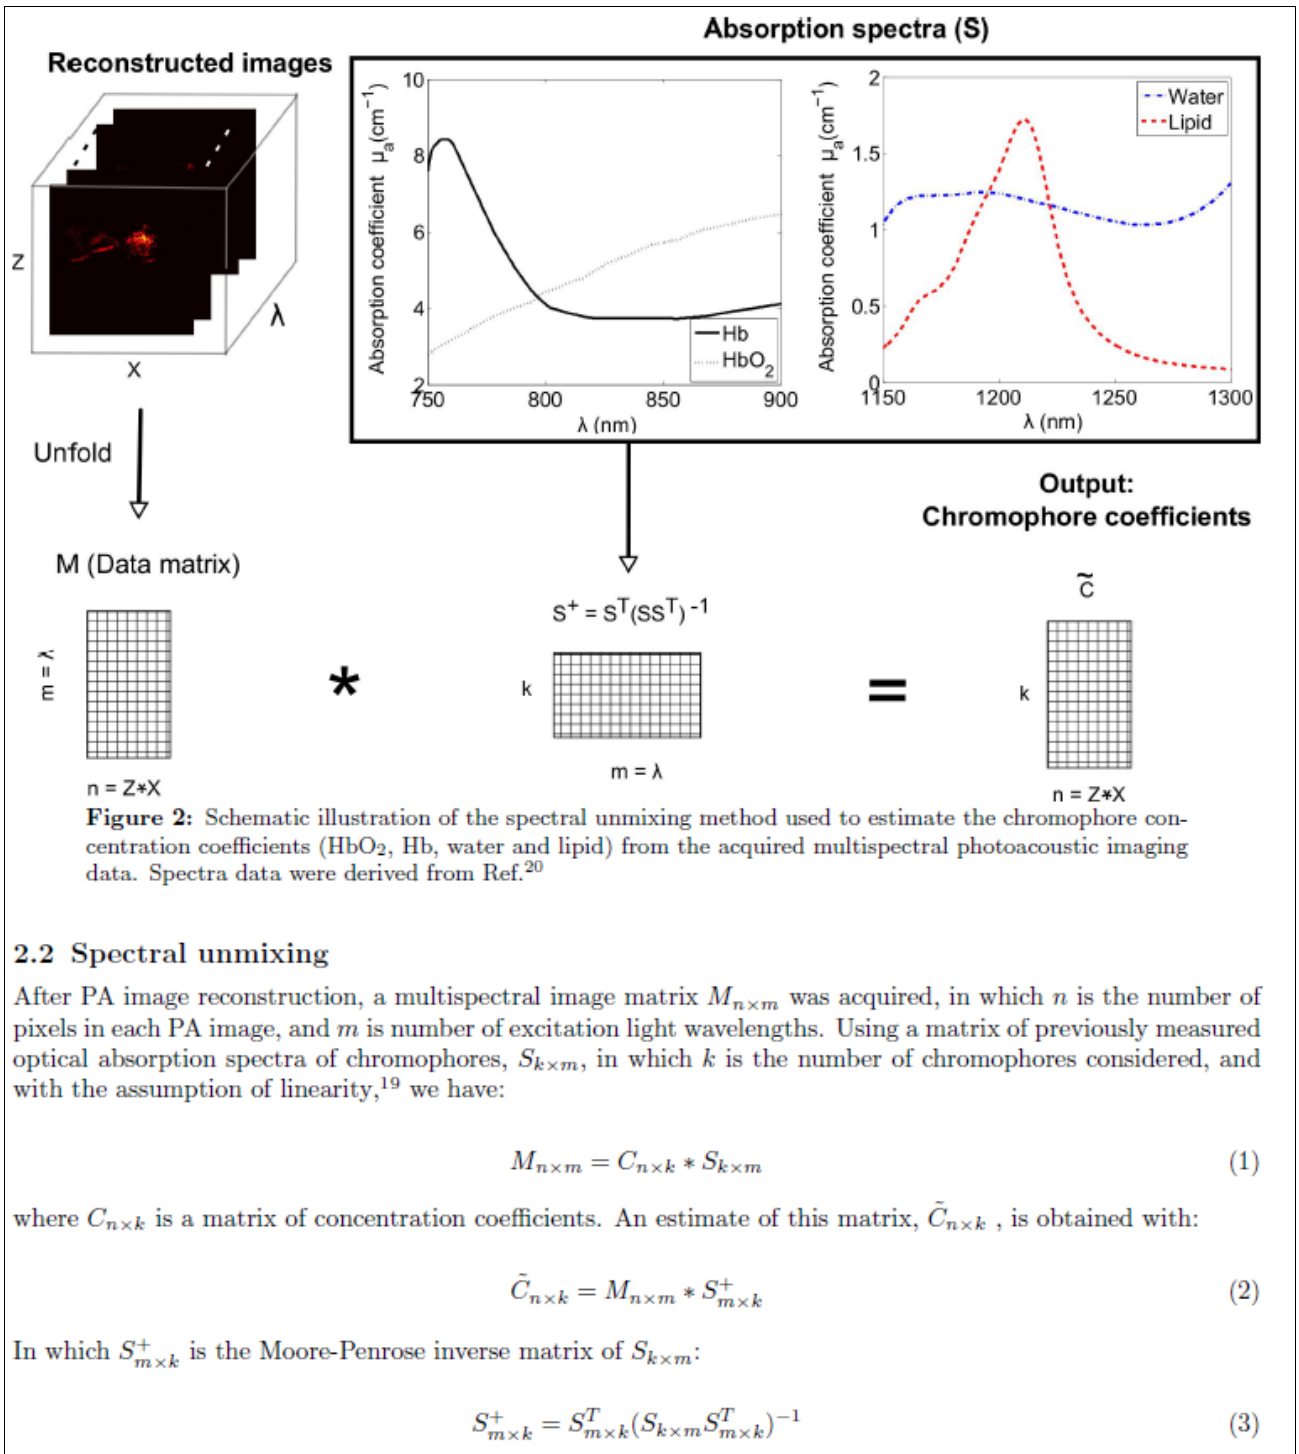 Absorption spectra (S)
Reconstructed images
Z
X
λ
Absorption coefficient μa(cm−1)
10
8
6
4
2
750
800
850
900
λ (nm)
Hb
HbO2
Absorption coefficient μa(cm−1)
2
1.5
1
0.5
0
1150
1200
1250
1300
λ (nm)
Water
Lipid
Unfold
Output:
Chromophore coefficients
M (Data matrix)
m = λ
n = Z*X
*
S+ = ST(SST) -1
k
m = λ
=
C̃
k
n = Z*X
Figure 2: Schematic illustration of the spectral unmixing method used to estimate the chromophore con-
centration coefficients (HbO2, Hb, water and lipid) from the acquired multispectral photoacoustic imaging
data. Spectra data were derived from Ref.20
2.2 Spectral unmixing
After PA image reconstruction, a multispectral image matrix Mn×m was acquired, in which n is the number of
pixels in each PA image, and m is number of excitation light wavelengths. Using a matrix of previously measured
optical absorption spectra of chromophores, Sk×m, in which k is the number of chromophores considered, and
with the assumption of linearity,19 we have:
Mn×m = Cn×k ∗ Sk×m (1)
where Cn×k is a matrix of concentration coefficients. An estimate of this matrix, C̃n×k , is obtained with:
C̃n×k = Mn×m ∗ S+m×k (2)
In which S+m×k is the Moore-Penrose inverse matrix of Sk×m:
S+m×k = STm×k(Sk×mSTm×k)−1 (3)